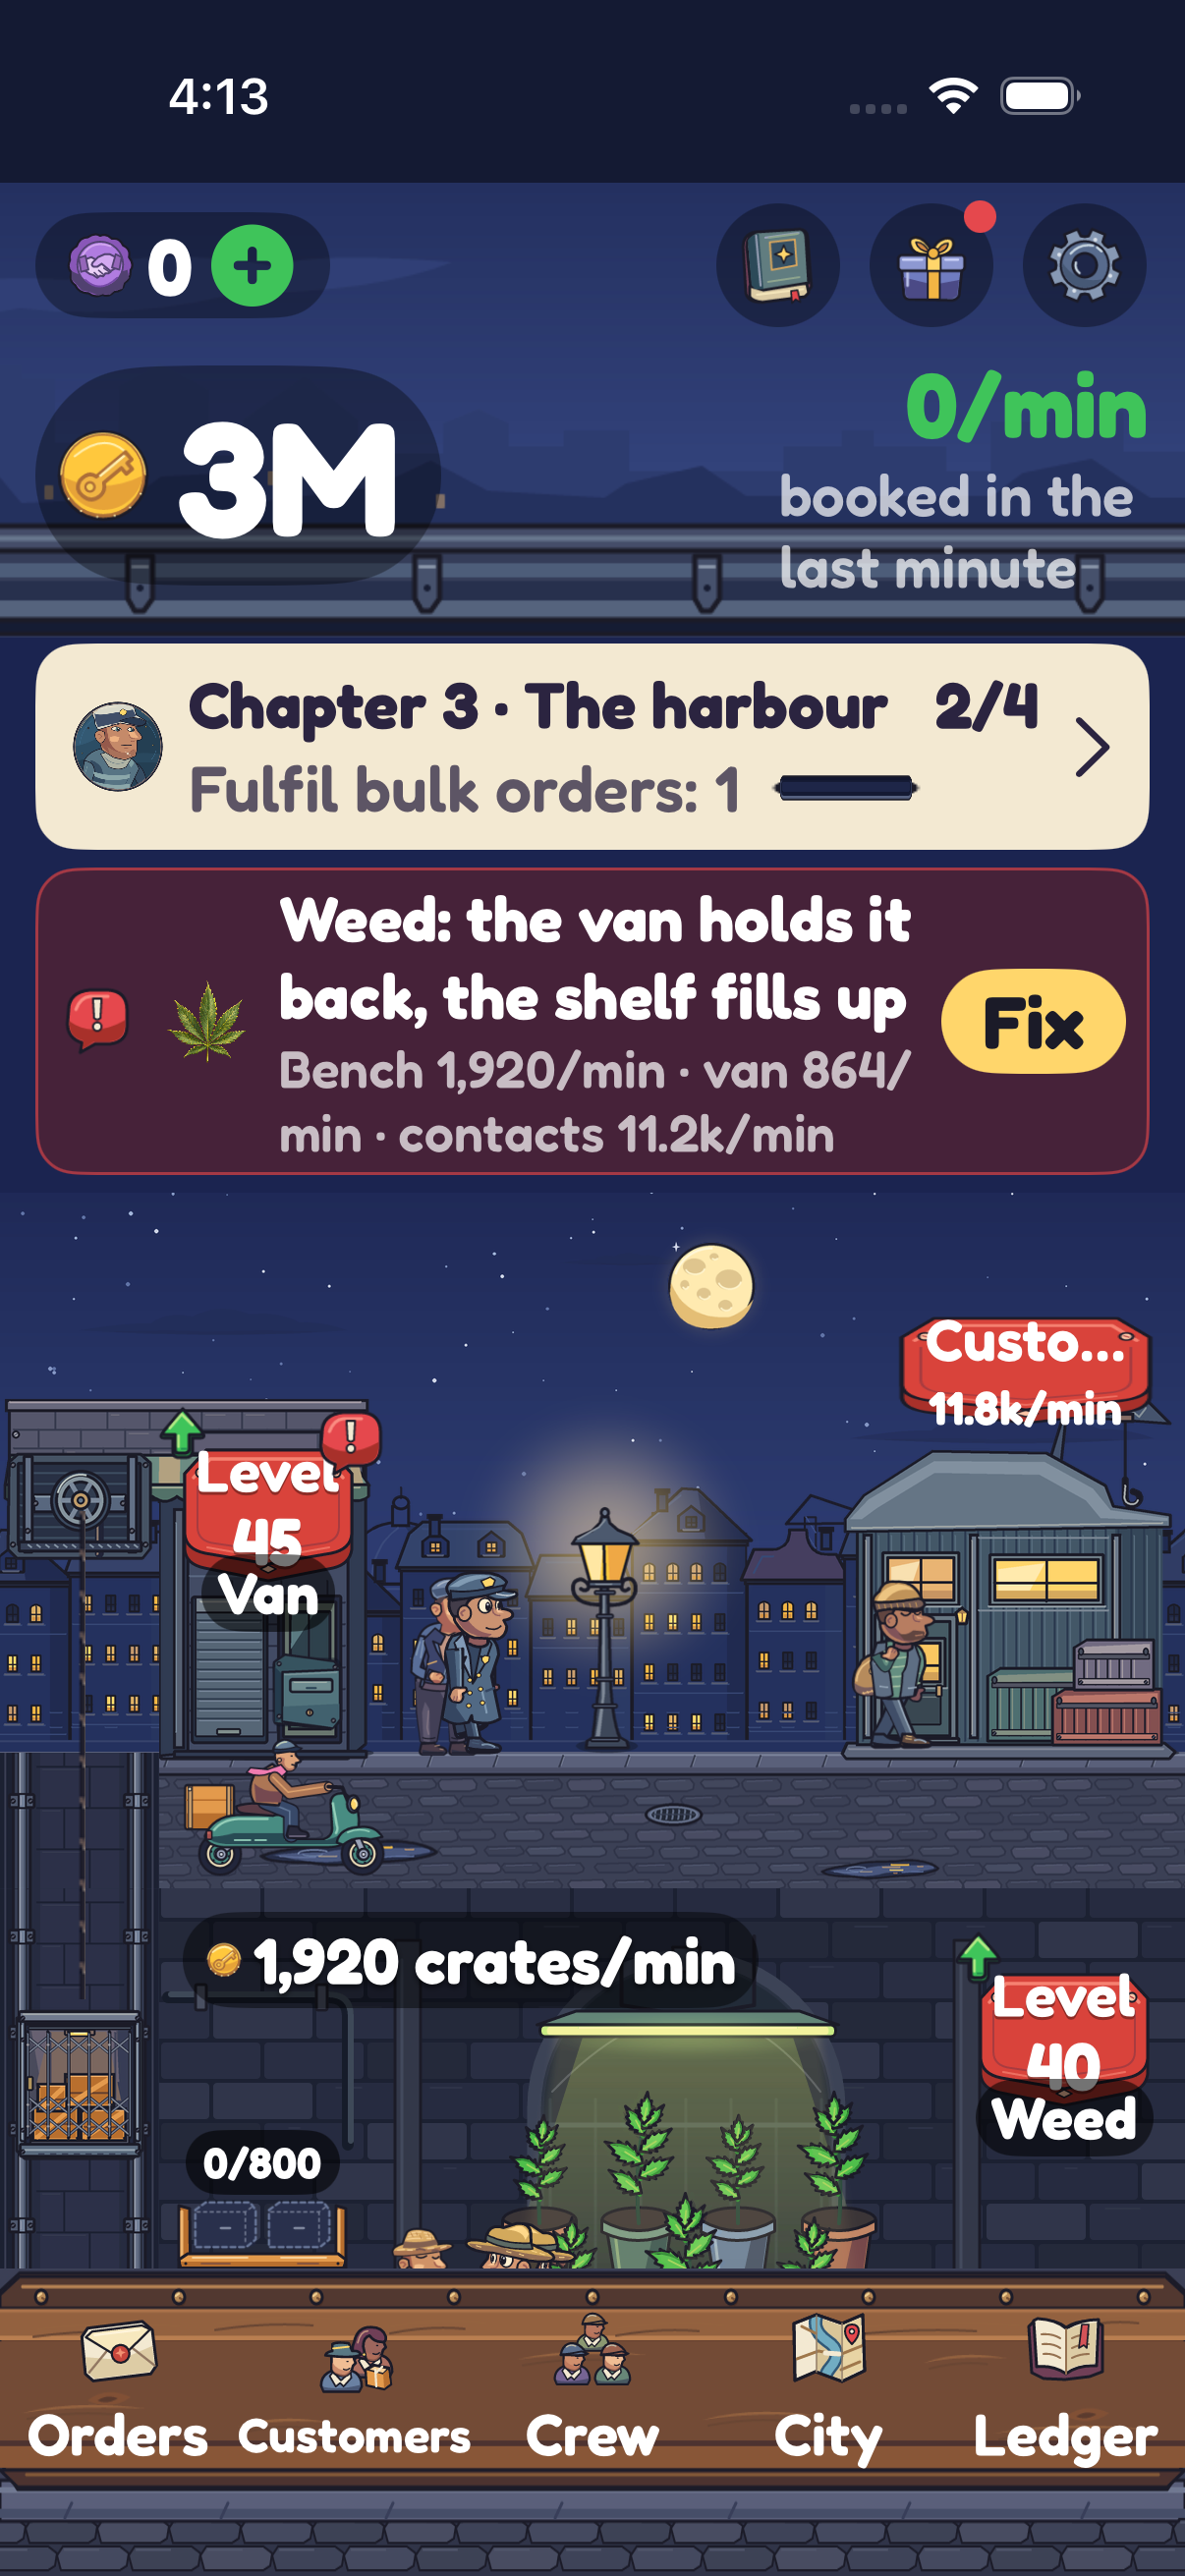 4:13
0
3M
0/min
booked in the
last minute
Chapter 3 · The harbour 2/4
Fulfil bulk orders: 1
Weed: the van holds it
back, the shelf fills up
Bench 1,920/min · van 864/
min · contacts 11.2k/min
Fix
Custo...
11.8k/min
Level
45
Van
1,920 crates/min
Level
40
Weed
0/800
Orders
Customers
Crew
City
Ledger